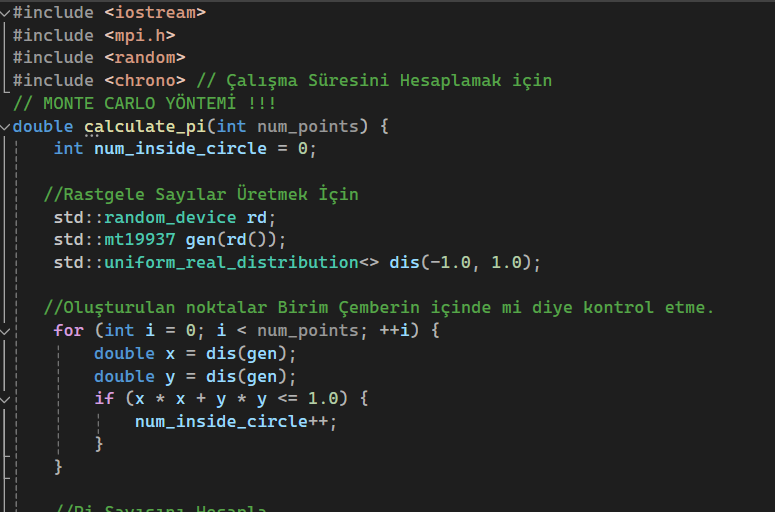 #include <iostream>
#include <mpi.h>
#include <random>
#include <chrono> // Çalışma Süresini Hesaplamak için
// MONTE CARLO YÖNTEMİ !!!
double calculate_pi(int num_points) {
    int num_inside_circle = 0;
   //Rastgele Sayılar Üretmek İçin
    std::random_device rd;
    std::mt19937 gen(rd());
    std::uniform_real_distribution<> dis(-1.0, 1.0);
   //Oluşturulan noktalar Birim Çemberin içinde mi diye kontrol etme.
    for (int i = 0; i < num_points; ++i) {
        double x = dis(gen);
        double y = dis(gen);
        if (x * x + y * y <= 1.0) {
            num_inside_circle++;
        }
    }
    //Pi Sayısını Hesapla